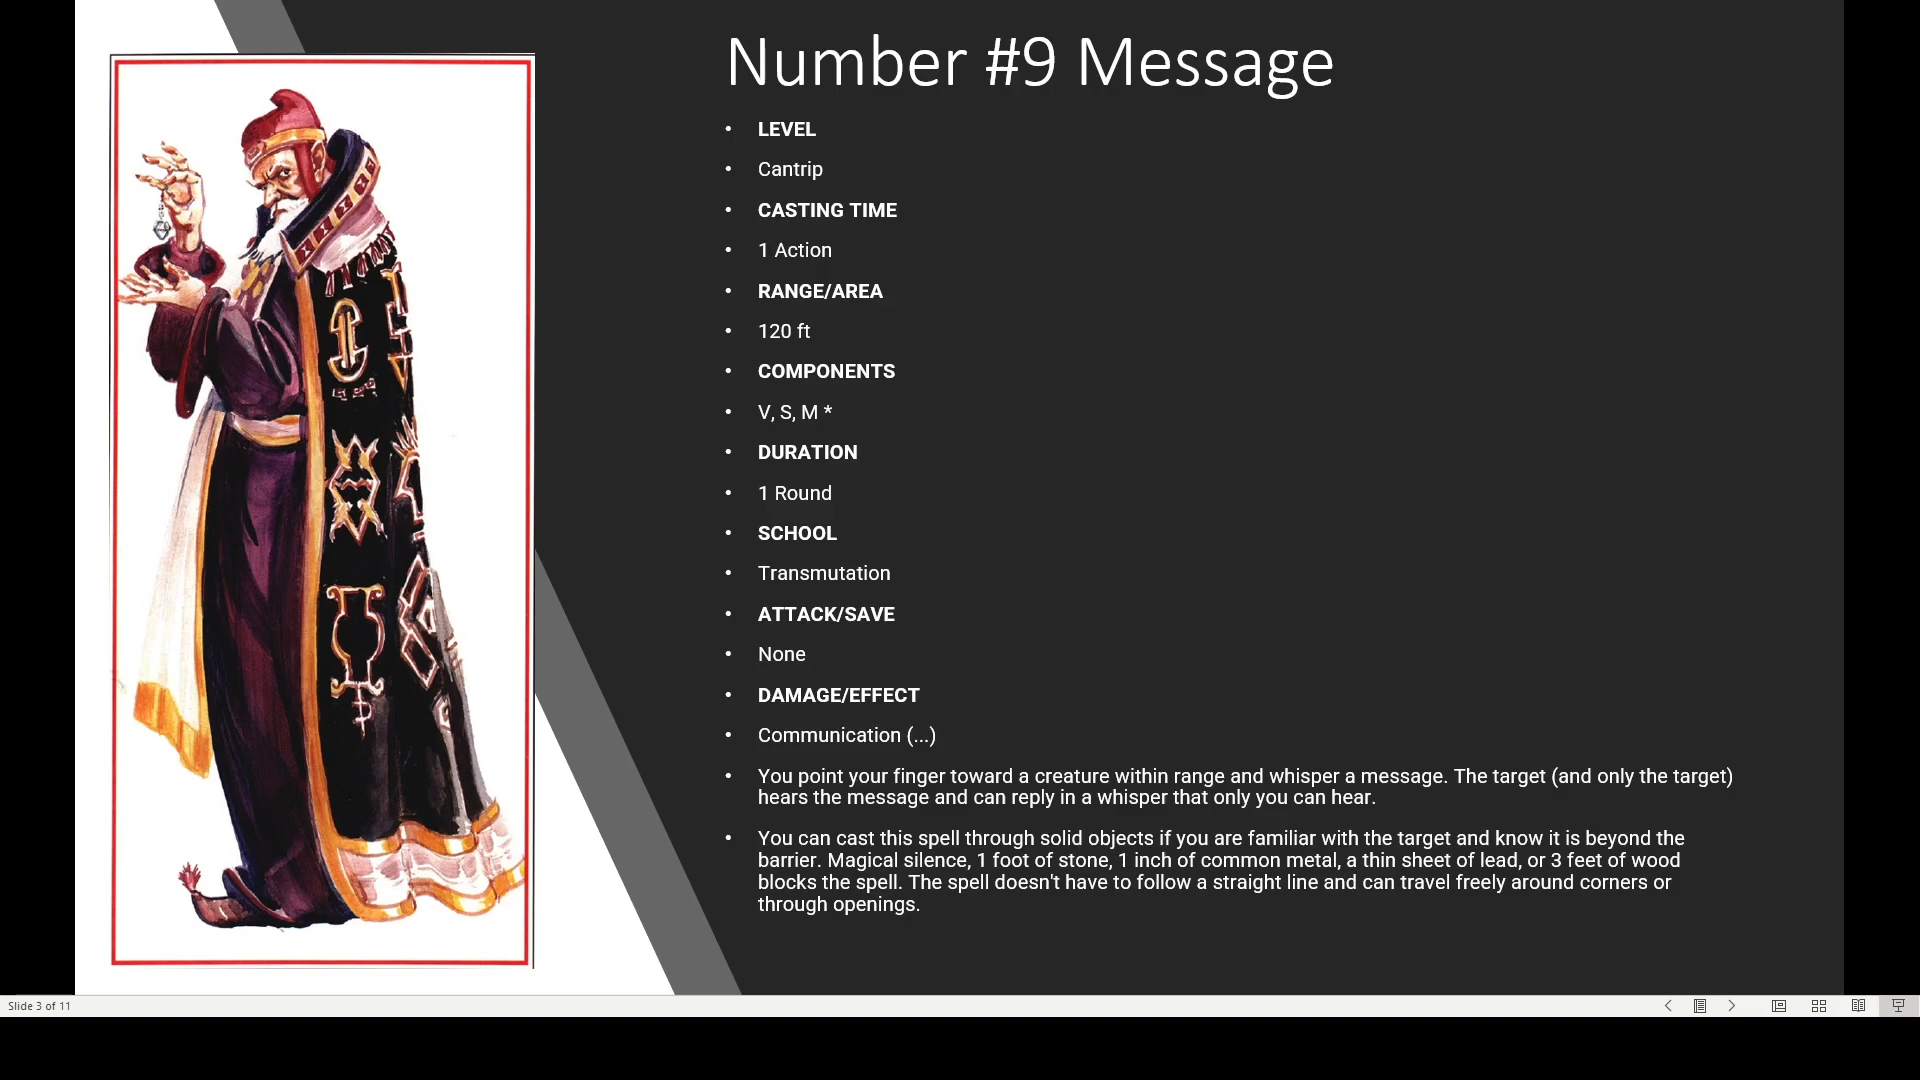 Number #9 Message
• LEVEL
• Cantrip
• CASTING TIME
• 1 Action
• RANGE/AREA
• 120 ft
• COMPONENTS
• V, S, M *
• DURATION
• 1 Round
• SCHOOL
• Transmutation
• ATTACK/SAVE
• None
• DAMAGE/EFFECT
• Communication (...)
• You point your finger toward a creature within range and whisper a message. The target (and only the target)
hears the message and can reply in a whisper that only you can hear.
• You can cast this spell through solid objects if you are familiar with the target and know it is beyond the
barrier. Magical silence, 1 foot of stone, 1 inch of common metal, a thin sheet of lead, or 3 feet of wood
blocks the spell. The spell doesn't have to follow a straight line and can travel freely around corners or
through openings.
Slide 3 of 11